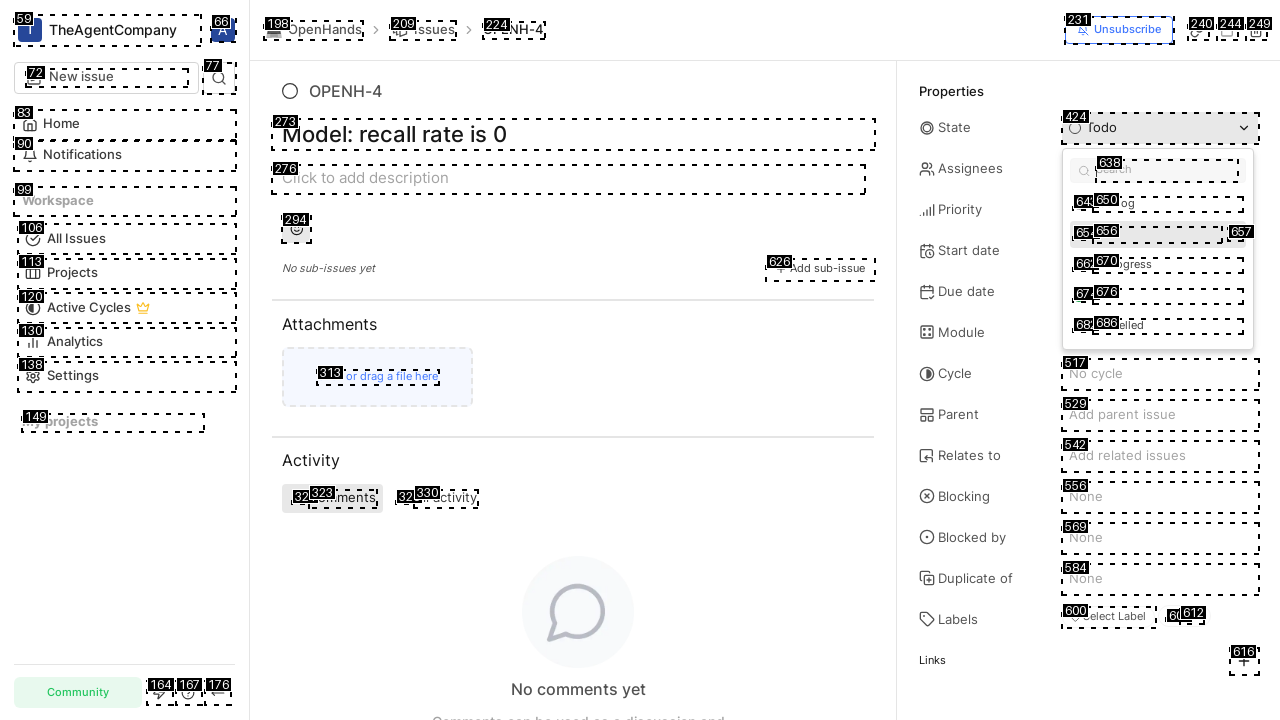 59 TheAgentCompany 66
198 OpenHands 209 Issues 224 OPENH-4 231 Unsubscribe 240 244 249
72 New issue 77
83 Home
90 Notifications
99 Workspace
106 All Issues
113 Projects
120 Active Cycles
130 Analytics
138 Settings
149 My projects
Community 164 167 176
OPENH-4
273 Model: recall rate is 0
276 Click to add description
294
No sub-issues yet 626 Add sub-issue
Attachments
313 or drag a file here
Activity
323 Comments 330 All activity
No comments yet
Comments can be used as a discussion and
Properties
State 424 Todo
638 Search
650
656 657
670
676
686
Assignees
Priority
Start date
Due date
Module
Cycle 517 No cycle
Parent 529 Add parent issue
Relates to 542 Add related issues
Blocking 556 None
Blocked by 569 None
Duplicate of 584 None
Labels 600 Select Label 612
Links 616